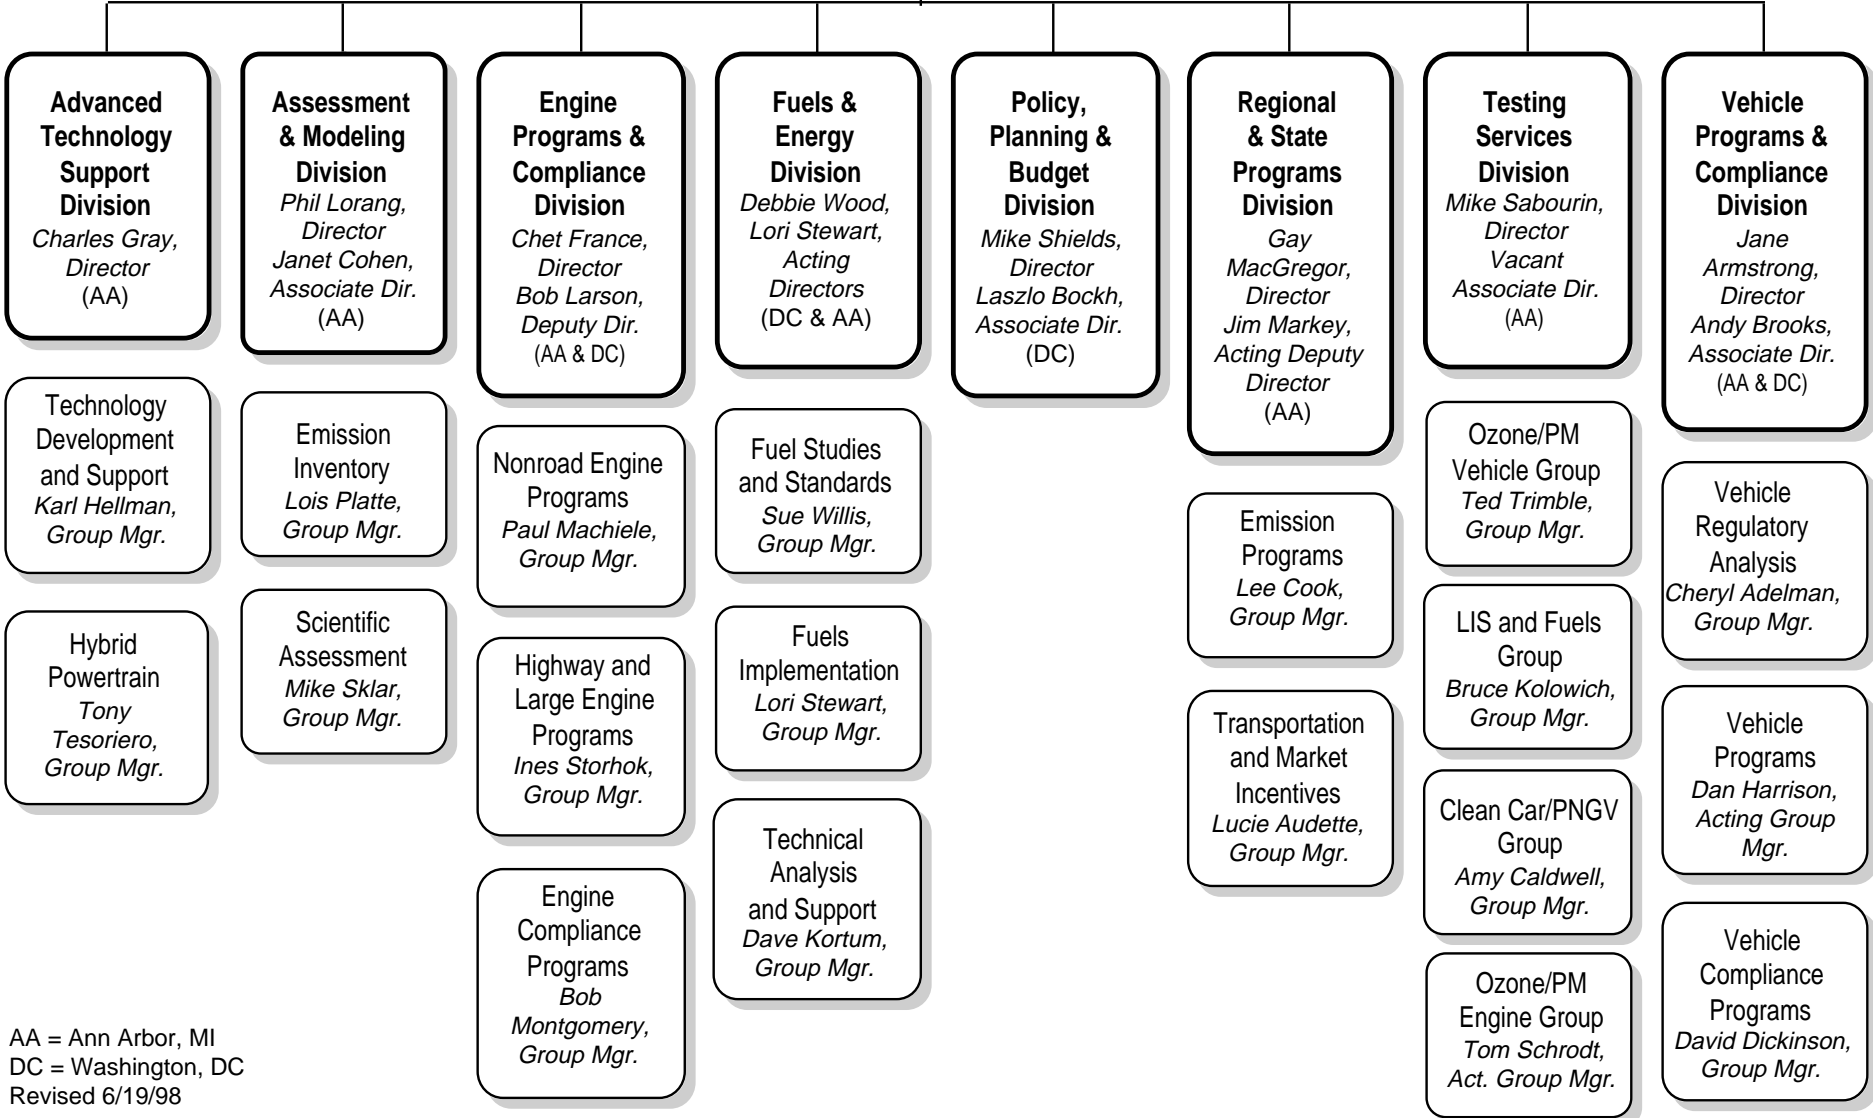 Advanced
Technology
Support
Division
Charles Gray,
Director
(AA)
Technology
Development
and Support
Karl Hellman,
Group Mgr.
Hybrid
Powertrain
Tony
Tesoriero,
Group Mgr.
Assessment
& Modeling
Division
Phil Lorang,
Director
Janet Cohen,
Associate Dir.
(AA)
Emission
Inventory
Lois Platte,
Group Mgr.
Scientific
Assessment
Mike Sklar,
Group Mgr.
Engine
Programs &
Compliance
Division
Chet France,
Director
Bob Larson,
Deputy Dir.
(AA & DC)
Nonroad Engine
Programs
Paul Machiele,
Group Mgr.
Highway and
Large Engine
Programs
Ines Storhok,
Group Mgr.
Engine
Compliance
Programs
Bob
Montgomery,
Group Mgr.
Fuels &
Energy
Division
Debbie Wood,
Lori Stewart,
Acting
Directors
(DC & AA)
Fuel Studies
and Standards
Sue Willis,
Group Mgr.
Fuels
Implementation
Lori Stewart,
Group Mgr.
Technical
Analysis
and Support
Dave Kortum,
Group Mgr.
Policy,
Planning &
Budget
Division
Mike Shields,
Director
Laszlo Bockh,
Associate Dir.
(DC)
Regional
& State
Programs
Division
Gay
MacGregor,
Director
Jim Markey,
Acting Deputy
Director
(AA)
Emission
Programs
Lee Cook,
Group Mgr.
Transportation
and Market
Incentives
Lucie Audette,
Group Mgr.
Testing
Services
Division
Mike Sabourin,
Director
Vacant
Associate Dir.
(AA)
Ozone/PM
Vehicle Group
Ted Trimble,
Group Mgr.
LIS and Fuels
Group
Bruce Kolowich,
Group Mgr.
Clean Car/PNGV
Group
Amy Caldwell,
Group Mgr.
Ozone/PM
Engine Group
Tom Schrodt,
Act. Group Mgr.
Vehicle
Programs &
Compliance
Division
Jane
Armstrong,
Director
Andy Brooks,
Associate Dir.
(AA & DC)
Vehicle
Regulatory
Analysis
Cheryl Adelman,
Group Mgr.
Vehicle
Programs
Dan Harrison,
Acting Group
Mgr.
Vehicle
Compliance
Programs
David Dickinson,
Group Mgr.
AA = Ann Arbor, MI
DC = Washington, DC
Revised 6/19/98